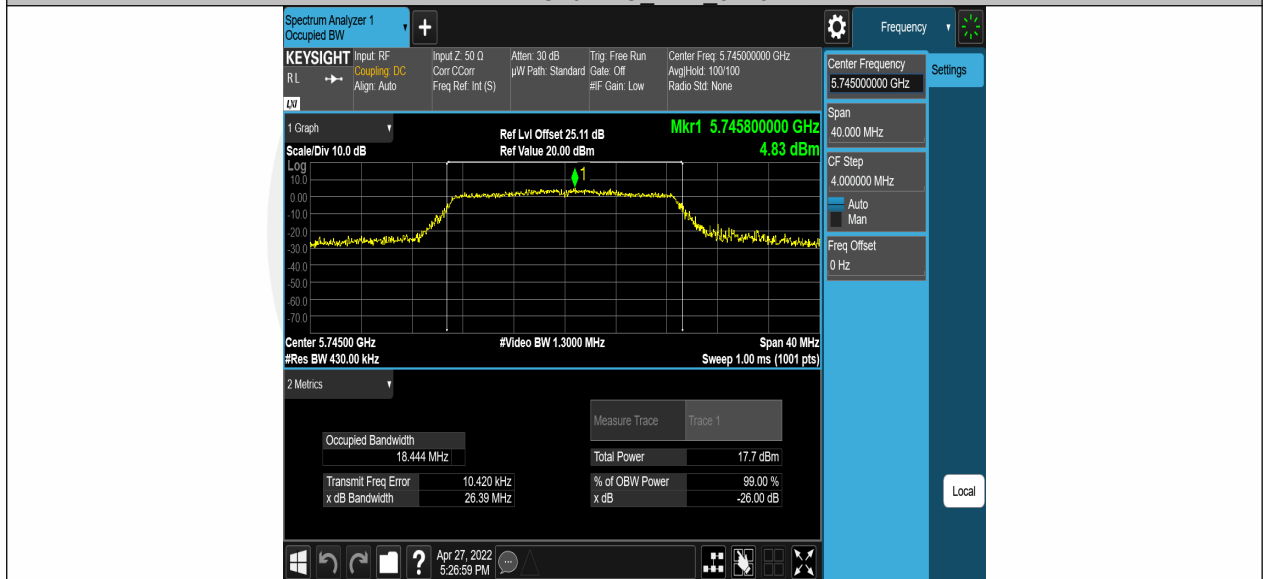 Spectrum Analyzer 1
Occupied BW
Frequency
KEYSIGHT
RL
LXI
Input: RF
Coupling: DC
Align: Auto
Input Z: 50 Ω
Corr CCorr
Freq Ref: Int (S)
Atten: 30 dB
µW Path: Standard
Trig: Free Run
Gate: Off
#IF Gain: Low
Center Freq: 5.745000000 GHz
Avg|Hold: 100/100
Radio Std: None
Center Frequency
5.745000000 GHz
Settings
Span
40.000 MHz
CF Step
4.000000 MHz
Auto
Man
Freq Offset
0 Hz
Local
1 Graph
Scale/Div 10.0 dB
Ref Lvl Offset 25.11 dB
Ref Value 20.00 dBm
Mkr1 5.745800000 GHz
4.83 dBm
Log
10.0
0.00
-10.0
-20.0
-30.0
-40.0
-50.0
-60.0
-70.0
1
Center 5.74500 GHz
#Res BW 430.00 kHz
#Video BW 1.3000 MHz
Span 40 MHz
Sweep 1.00 ms (1001 pts)
2 Metrics
Measure Trace Trace 1
Occupied Bandwidth
18.444 MHz
Total Power 17.7 dBm
Transmit Freq Error 10.420 kHz
% of OBW Power 99.00 %
x dB Bandwidth 26.39 MHz
x dB -26.00 dB
?
Apr 27, 2022
5:26:59 PM